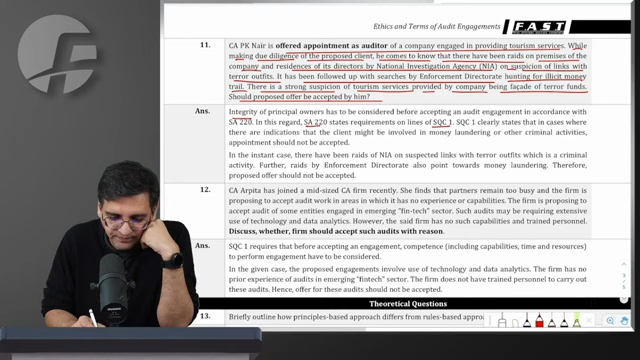 Ethics and Terms of Audit Engagements
FAST
11.
CA PK Nair is offered appointment as auditor of a company engaged in providing tourism services. While
making due diligence of the proposed client, he comes to know that there have been raids on premises of the
company and residences of its directors by National Investigation Agency (NIA) on suspicion of links with
terror outfits. It has been followed up with searches by Enforcement Directorate hunting for illicit money
trail. There is a strong suspicion of tourism services provided by company being façade of terror funds.
Should proposed offer be accepted by him?
Ans.
Integrity of principal owners has to be considered before accepting an audit engagement in accordance with
SA 220. In this regard, SA 220 states requirements on lines of SQC 1. SQC 1 clearly states that in cases where
there are indications that the client might be involved in money laundering or other criminal activities,
appointment should not be accepted.
In the instant case, there have been raids of NIA on suspected links with terror outfits which is a criminal
activity. Further, raids by Enforcement Directorate also point towards money laundering. Therefore,
proposed offer should not be accepted.
12.
CA Arpita has joined a mid-sized CA firm recently. She finds that partners remain too busy and the firm is
proposing to accept audit work in areas in which it has no experience or capabilities. The firm is proposing to
accept audit of some entities engaged in emerging "fin-tech" sector. Such audits may be requiring extensive
use of technology and data analytics. However, the said firm has no such capabilities and trained personnel.
Discuss, whether, firm should accept such audits with reason.
Ans.
SQC 1 requires that before accepting an engagement, competence (including capabilities, time and resources)
to perform engagement have to be considered.
In the given case, the proposed engagements involve use of technology and data analytics. The firm has no
prior experience of audits in emerging "fintech" sector. The firm does not have trained personnel to carry out
these audits. Hence, offer for these audits should not be accepted.
Theoretical Questions
13.
Briefly outline how principles-based approach differs from rules-based appro